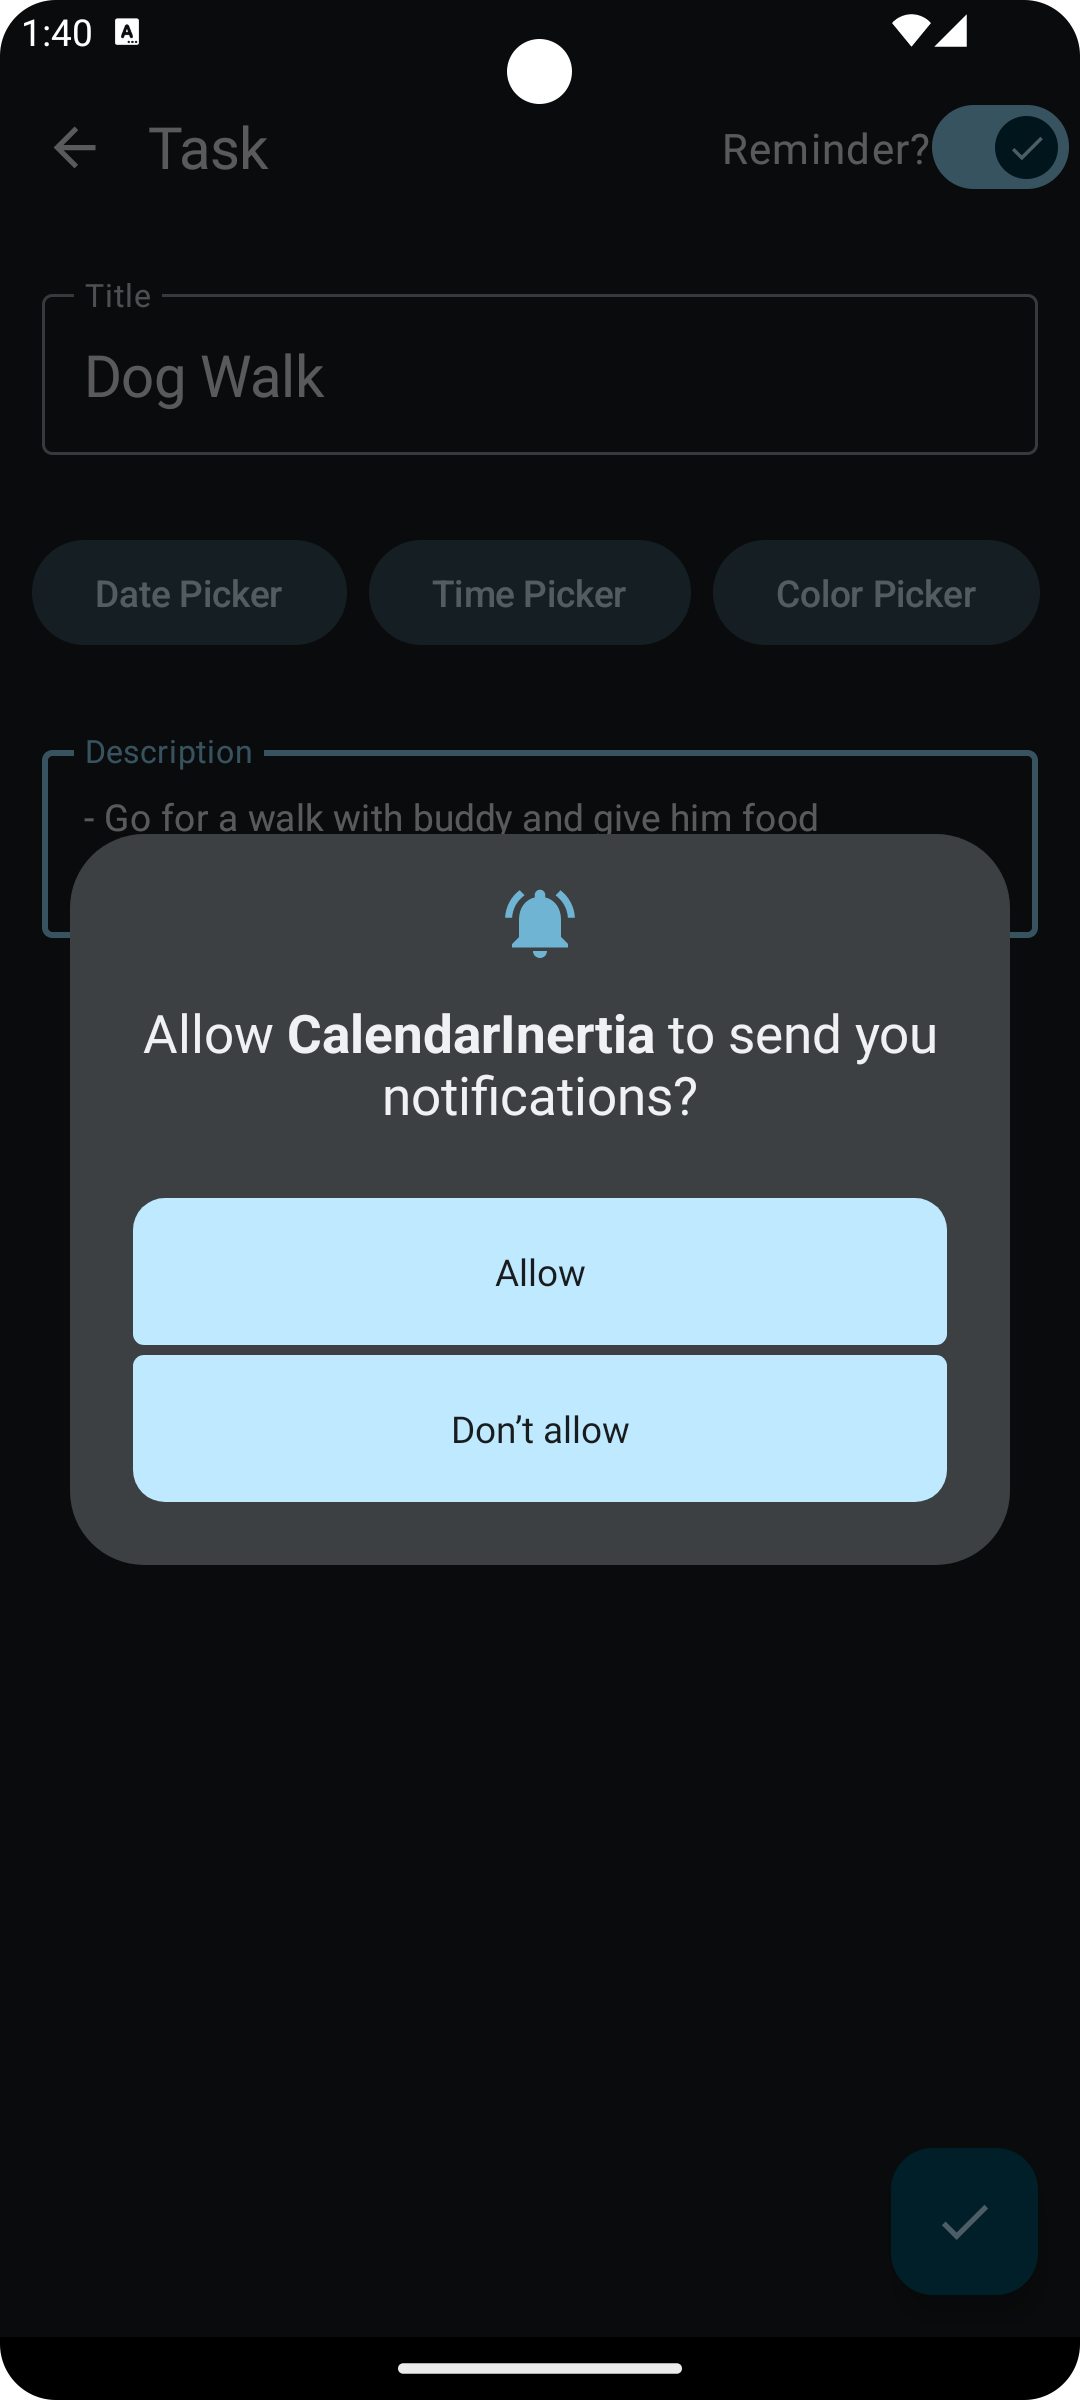 1:40
Task
Reminder?
Title
Dog Walk
Date Picker
Time Picker
Color Picker
Description
- Go for a walk with buddy and give him food
Allow CalendarInertia to send you
notifications?
Allow
Don’t allow